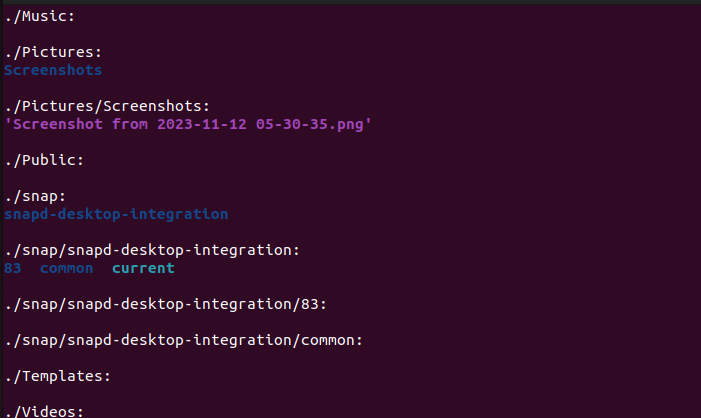 ./Music:
./Pictures:
Screenshots
./Pictures/Screenshots:
'Screenshot from 2023-11-12 05-30-35.png'
./Public:
./snap:
snapd-desktop-integration
./snap/snapd-desktop-integration:
83  common  current
./snap/snapd-desktop-integration/83:
./snap/snapd-desktop-integration/common:
./Templates:
./Videos: